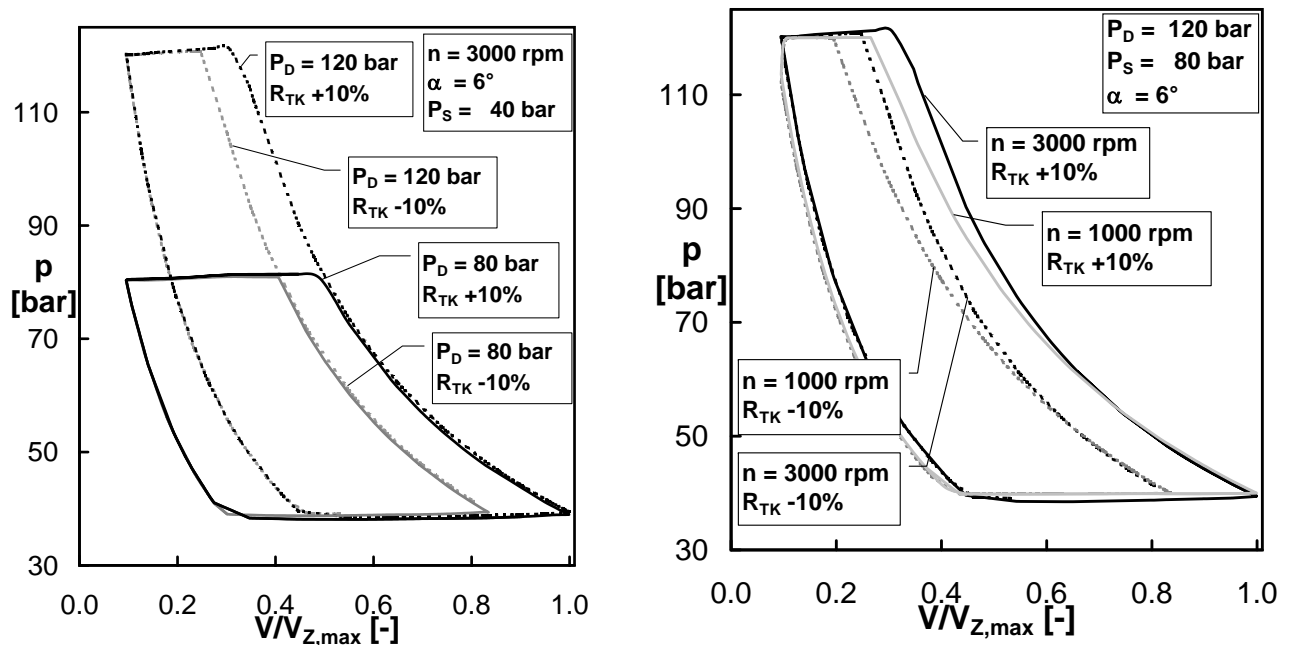 P_D = 120 bar
R_TK +10%
n = 3000 rpm
α = 6°
P_S = 40 bar
P_D = 120 bar
R_TK -10%
P_D = 80 bar
R_TK +10%
P_D = 80 bar
R_TK -10%
110
90
70
50
30
p
[bar]
0.0 0.2 0.4 0.6 0.8 1.0
V/V_Z,max [-]
P_D = 120 bar
P_S = 80 bar
α = 6°
n = 3000 rpm
R_TK +10%
n = 1000 rpm
R_TK +10%
n = 1000 rpm
R_TK -10%
n = 3000 rpm
R_TK -10%
110
90
70
50
30
p
[bar]
0.0 0.2 0.4 0.6 0.8 1.0
V/V_Z,max [-]